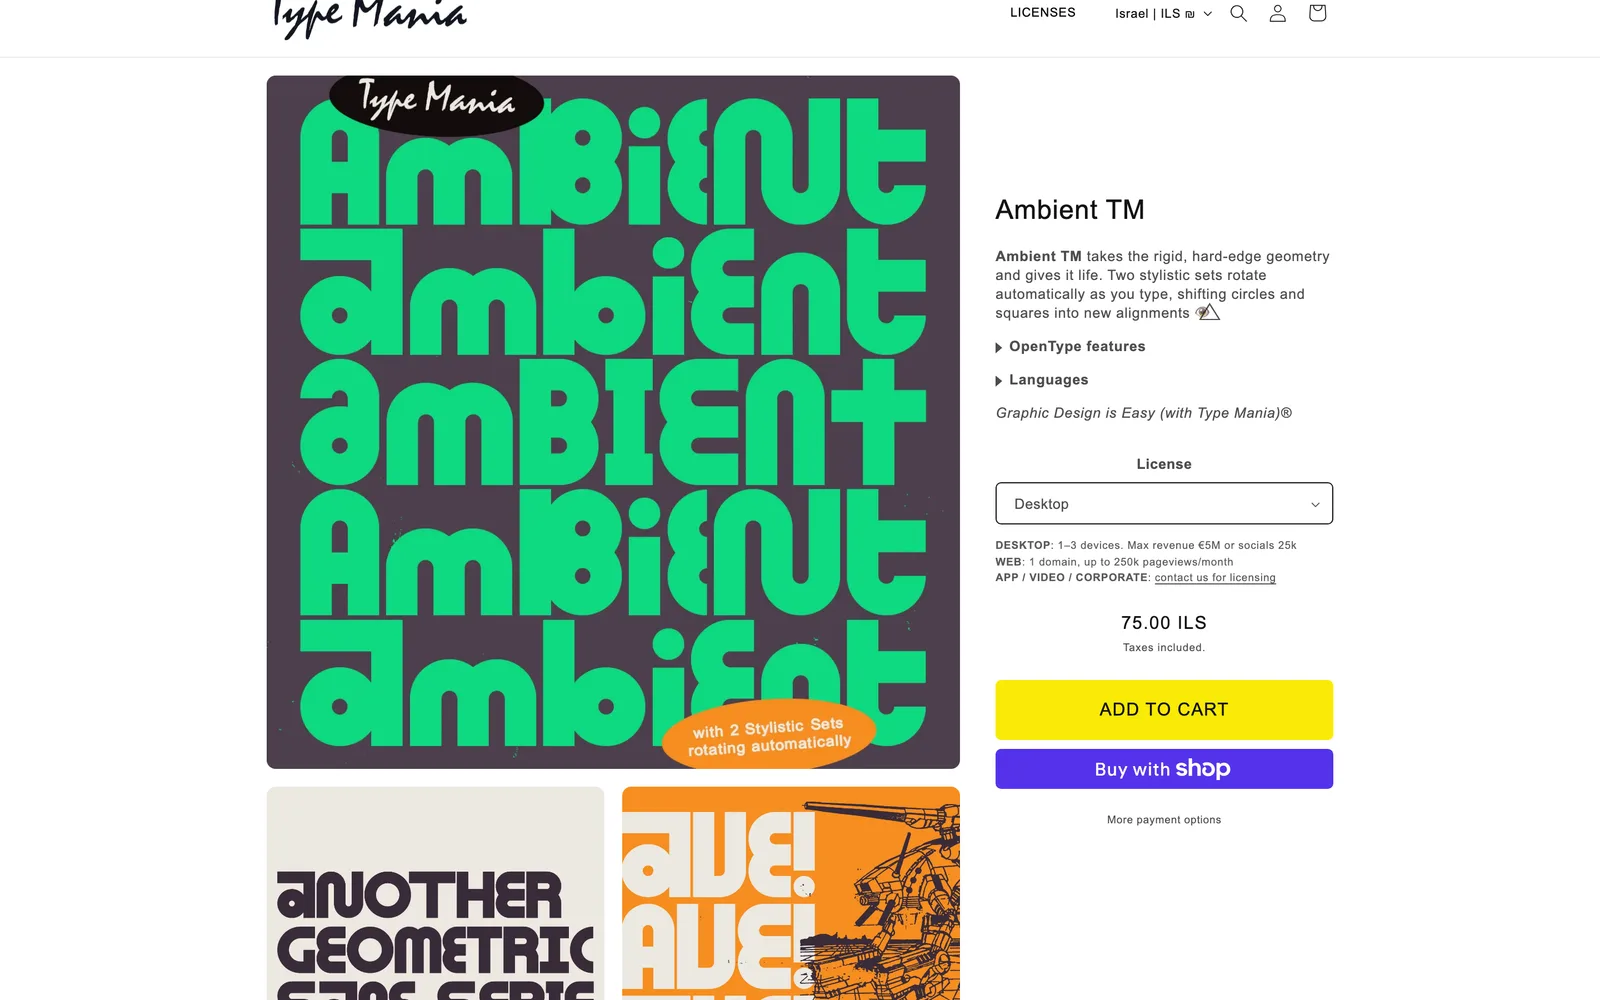 Type Mania
LICENSES
Israel | ILS ₪
Type Mania
AmBiENt
ambiENt
amBIENt
AmBiENt
ambiENt
with 2 Stylistic Sets
rotating automatically
Ambient TM
Ambient TM takes the rigid, hard-edge geometry
and gives it life. Two stylistic sets rotate
automatically as you type, shifting circles and
squares into new alignments
OpenType features
Languages
Graphic Design is Easy (with Type Mania)®
License
Desktop
DESKTOP: 1–3 devices. Max revenue €5M or socials 25k
WEB: 1 domain, up to 250k pageviews/month
APP / VIDEO / CORPORATE: contact us for licensing
75.00 ILS
Taxes included.
ADD TO CART
Buy with shop
More payment options
aNOTHER
GEOMETRIC
SANS SERIF
aVE!
AVE!